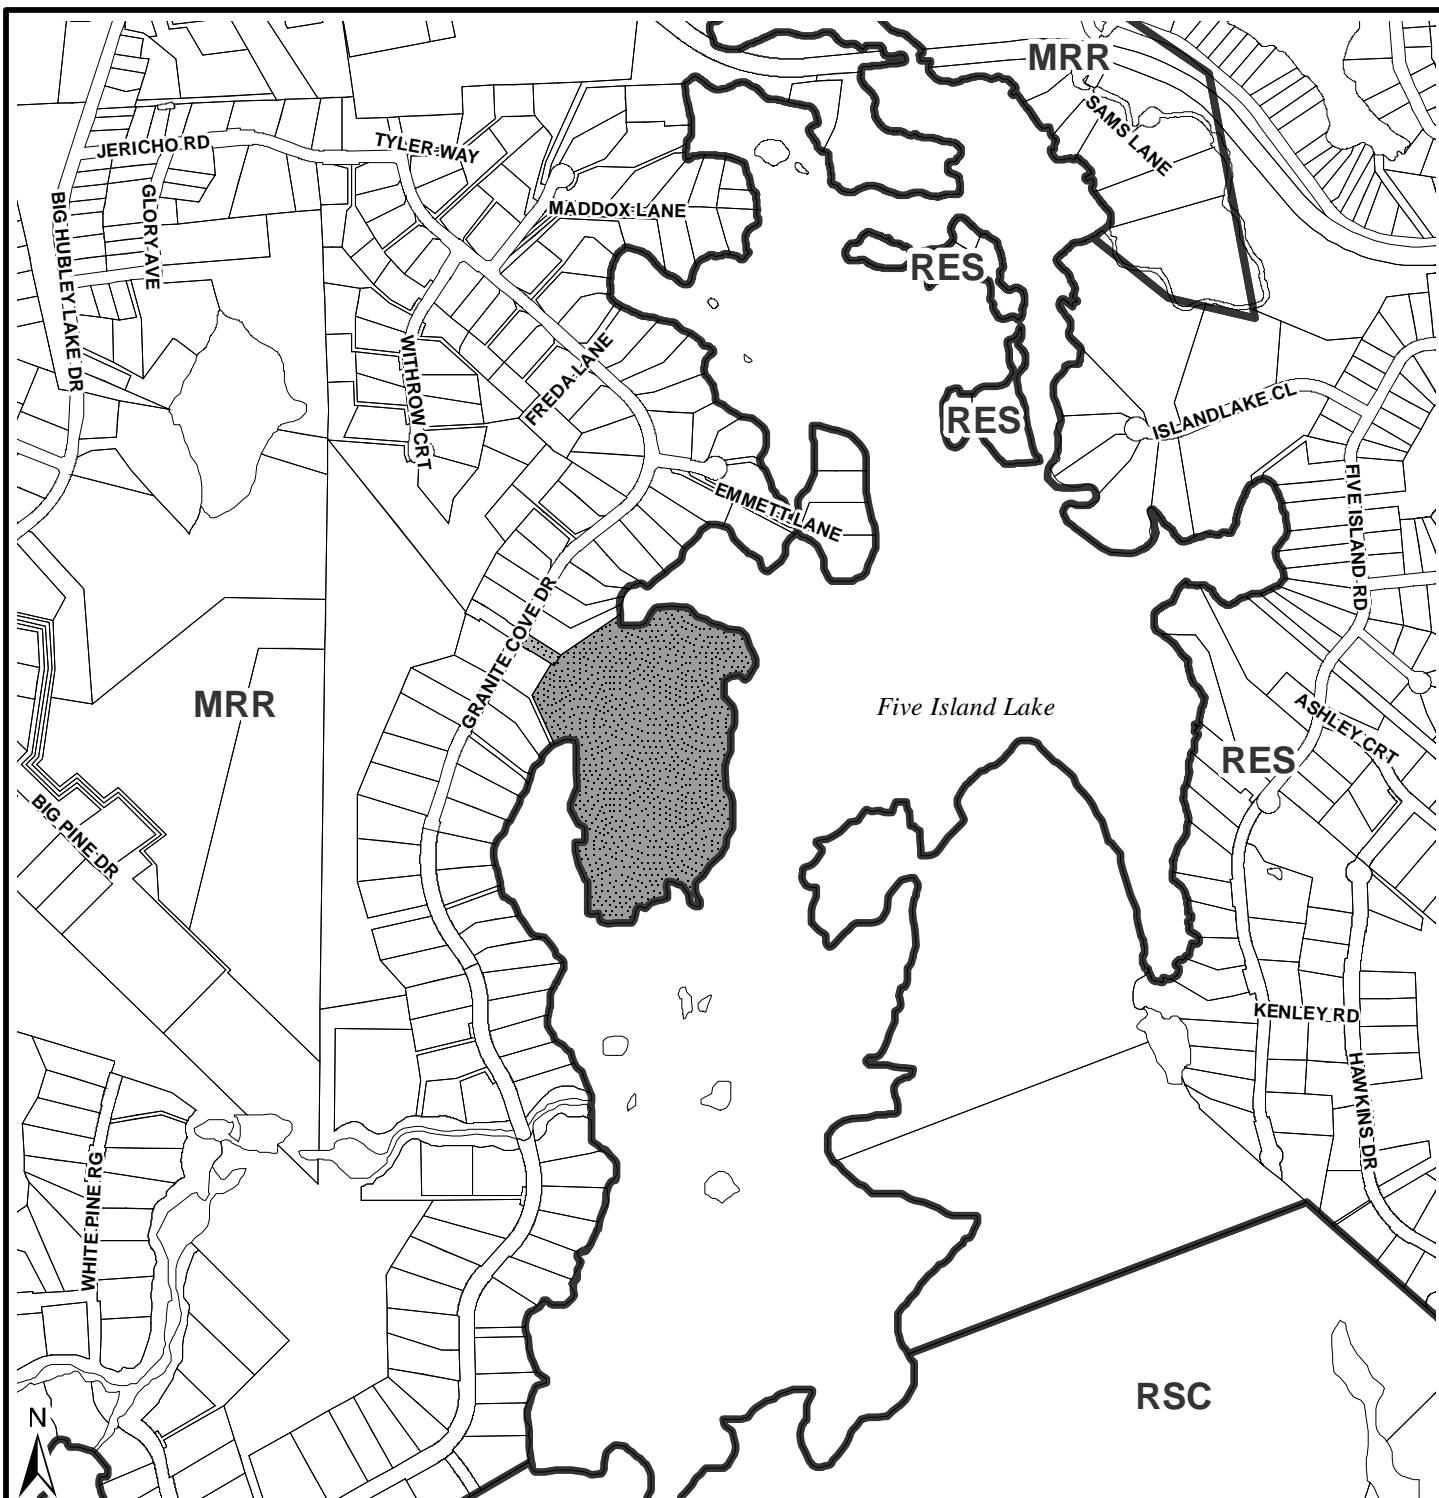 MRR
SAMS LANE
JERICHO RD
TYLER WAY
GLORY AVE
BIG HUBLEY LAKE DR
MADDOX LANE
RES
WITHROW CRT
FREDA LANE
RES
ISLANDLAKE CL
EMMETT LANE
FIVE ISLAND RD
GRANITE COVE DR
MRR
Five Island Lake
ASHLEY CRT
RES
BIG PINE DR
KENLEY RD
HAWKINS DR
WHITE PINE RG
RSC
N